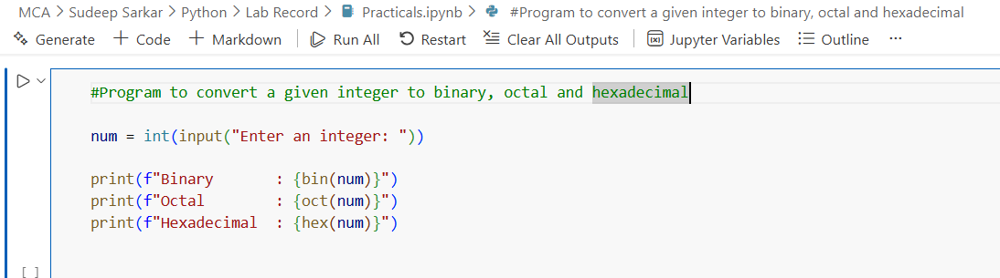 MCA > Sudeep Sarkar > Python > Lab Record > Practicals.ipynb > #Program to convert a given integer to binary, octal and hexadecimal
Generate + Code + Markdown | Run All Restart Clear All Outputs | Jupyter Variables Outline ...
#Program to convert a given integer to binary, octal and hexadecimal
num = int(input("Enter an integer: "))
print(f"Binary       : {bin(num)}")
print(f"Octal        : {oct(num)}")
print(f"Hexadecimal  : {hex(num)}")
[ ]